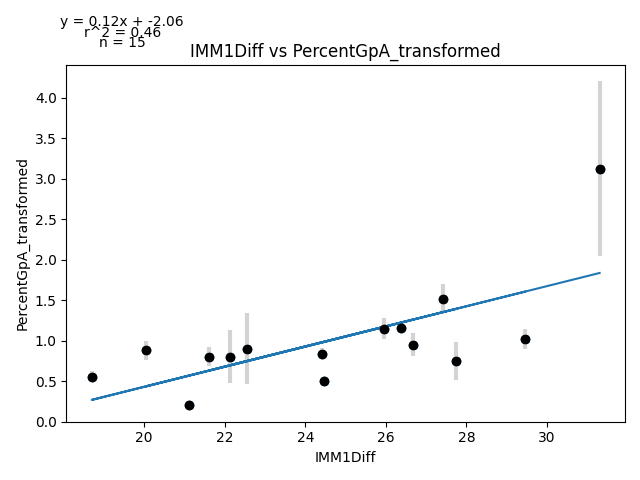 y = 0.12x + -2.06
r^2 = 0.46
n = 15
IMM1Diff vs PercentGpA_transformed
PercentGpA_transformed
4.0
3.5
3.0
2.5
2.0
1.5
1.0
0.5
0.0
20 22 24 26 28 30
IMM1Diff